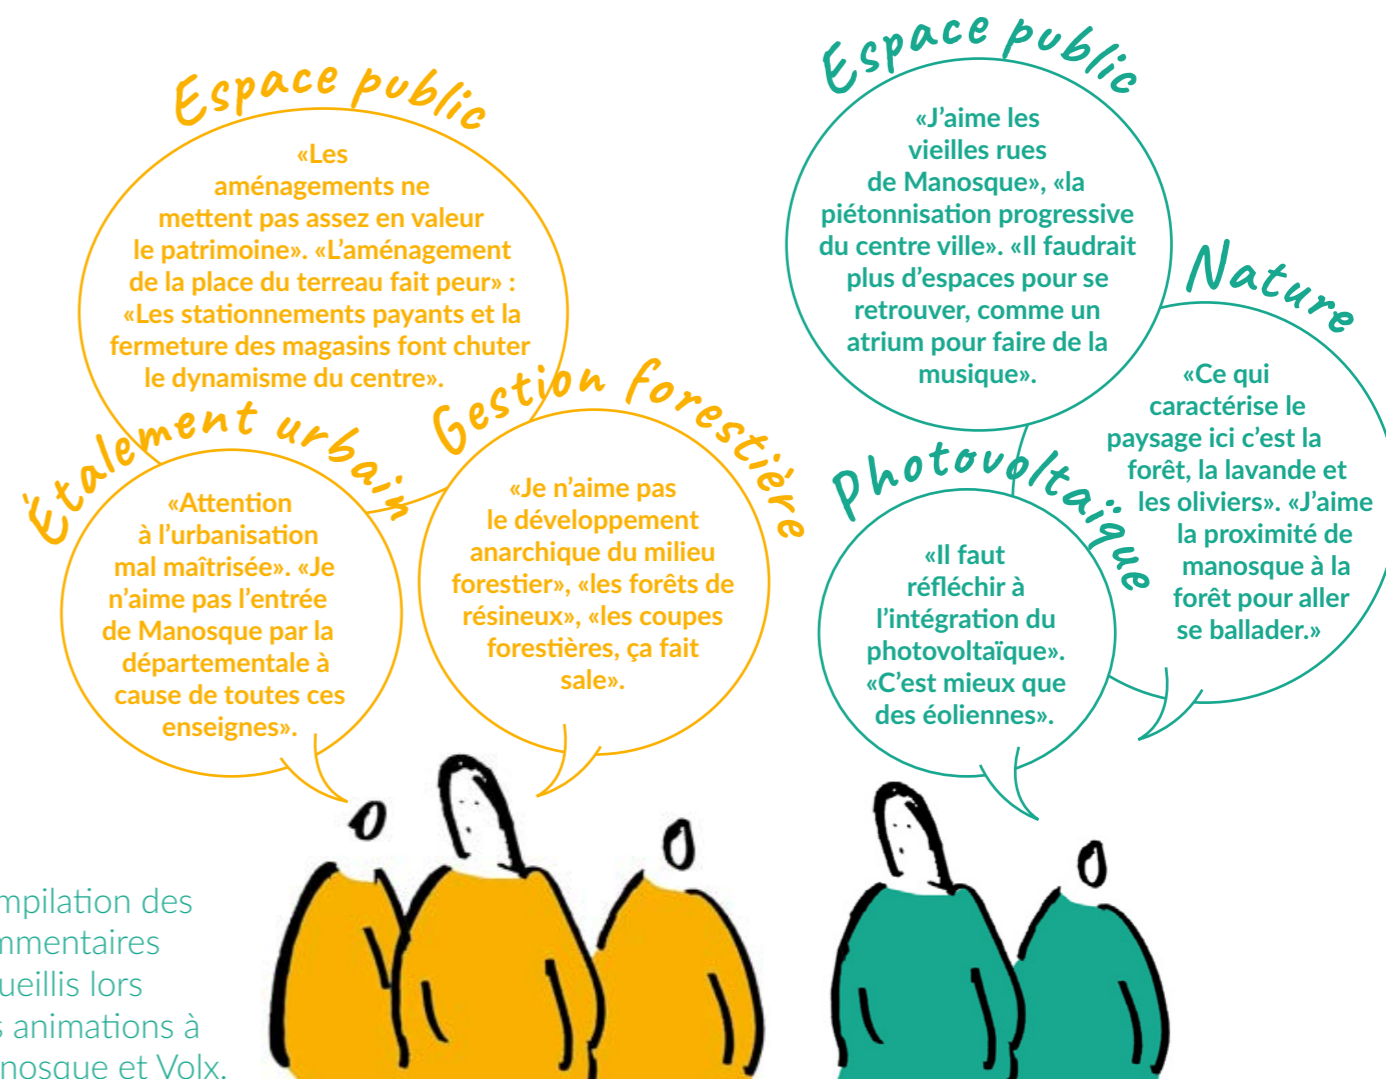 Espace public
«Les
aménagements ne
mettent pas assez en valeur
le patrimoine». «L’aménagement
de la place du terreau fait peur» :
«Les stationnements payants et la
fermeture des magasins font chuter
le dynamisme du centre».
Étalement urbain
«Attention
à l’urbanisation
mal maîtrisée». «Je
n’aime pas l’entrée
de Manosque par la
départementale à
cause de toutes ces
enseignes».
Gestion forestière
«Je n’aime pas
le développement
anarchique du milieu
forestier», «les forêts de
résineux», «les coupes
forestières, ça fait
sale».
Espace public
«J’aime les
vieilles rues
de Manosque», «la
piétonnisation progressive
du centre ville». «Il faudrait
plus d’espaces pour se
retrouver, comme un
atrium pour faire de la
musique».
Nature
«Ce qui
caractérise le
paysage ici c’est la
forêt, la lavande et
les oliviers». «J’aime
la proximité de
manosque à la
forêt pour aller
se ballader.»
Photovoltaïque
«Il faut
réfléchir à
l’intégration du
photovoltaïque».
«C’est mieux que
des éoliennes».
mpilation des
mmentaires
ueillis lors
s animations à
nosque et Volx.